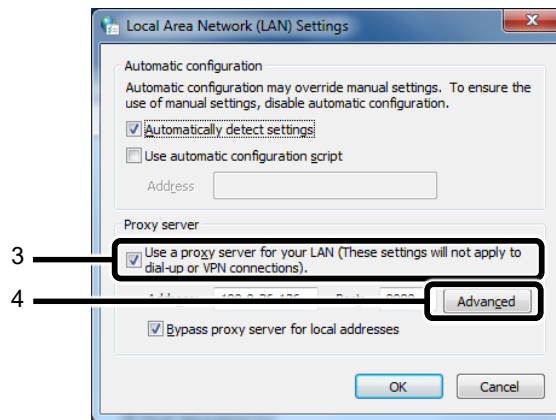 Local Area Network (LAN) Settings
Automatic configuration
Automatic configuration may override manual settings. To ensure the
use of manual settings, disable automatic configuration.
Automatically detect settings
Use automatic configuration script
Address
Proxy server
3
Use a proxy server for your LAN (These settings will not apply to
dial-up or VPN connections).
4
Advanced
Bypass proxy server for local addresses
OK
Cancel